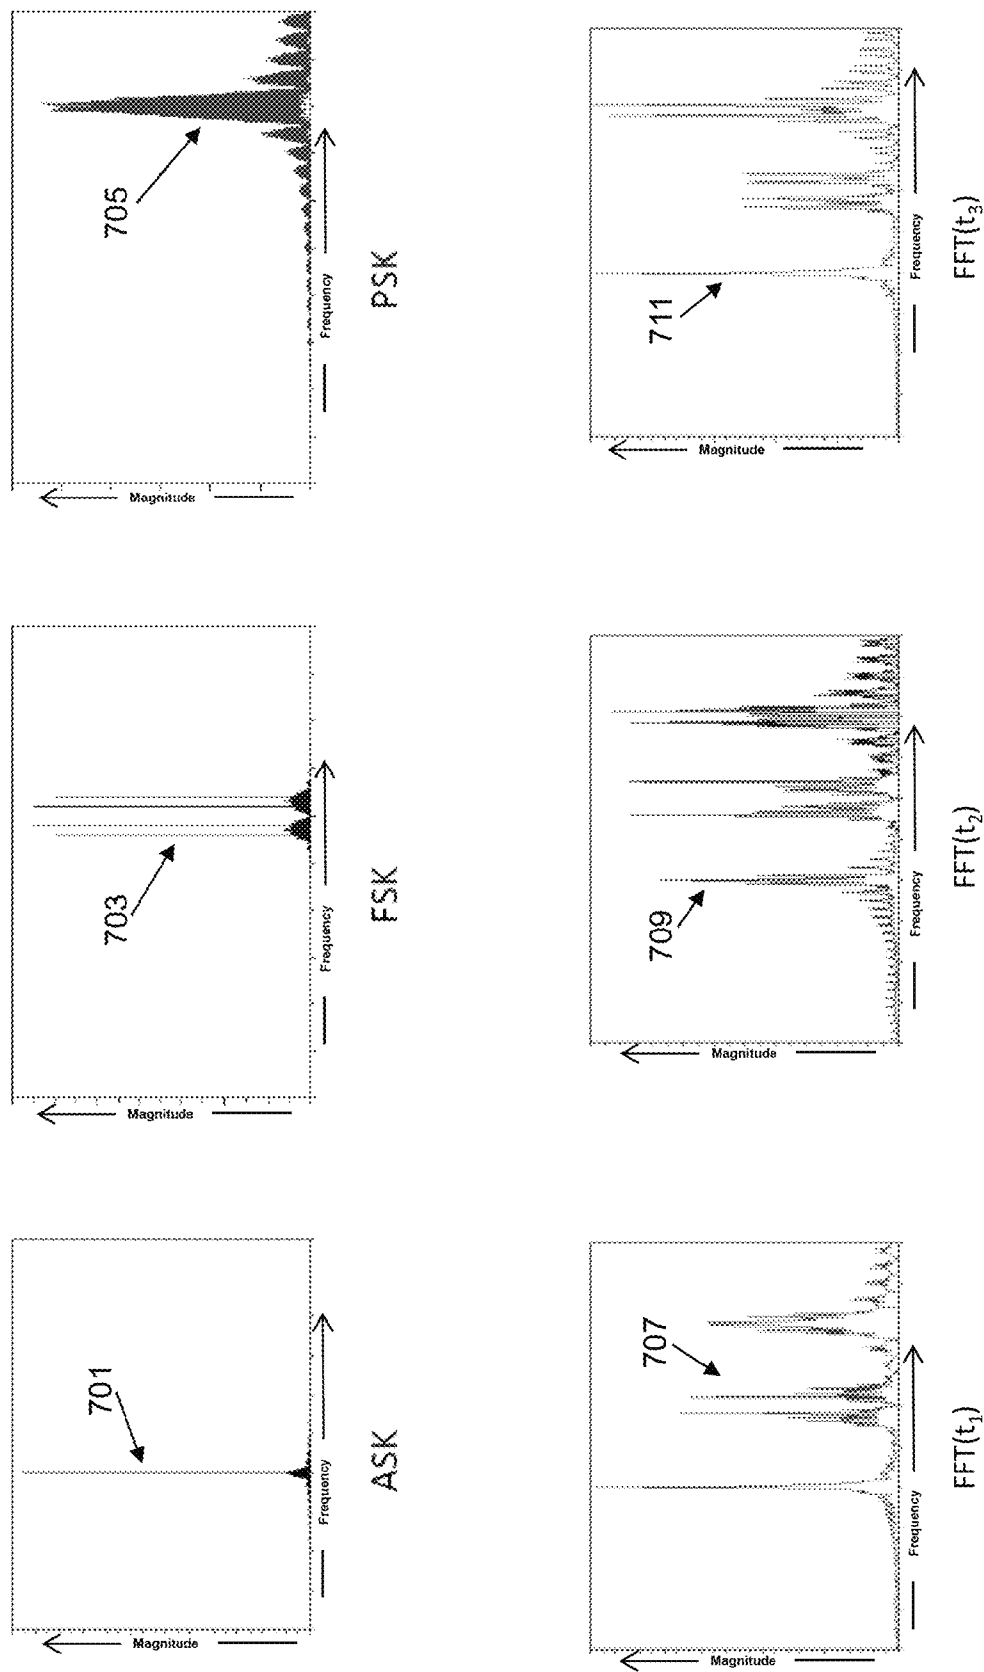 701
Magnitude
Frequency
ASK
703
Magnitude
Frequency
FSK
705
Magnitude
Frequency
PSK
707
Magnitude
Frequency
FFT(t₁)
709
Magnitude
Frequency
FFT(t₂)
711
Magnitude
Frequency
FFT(t₃)